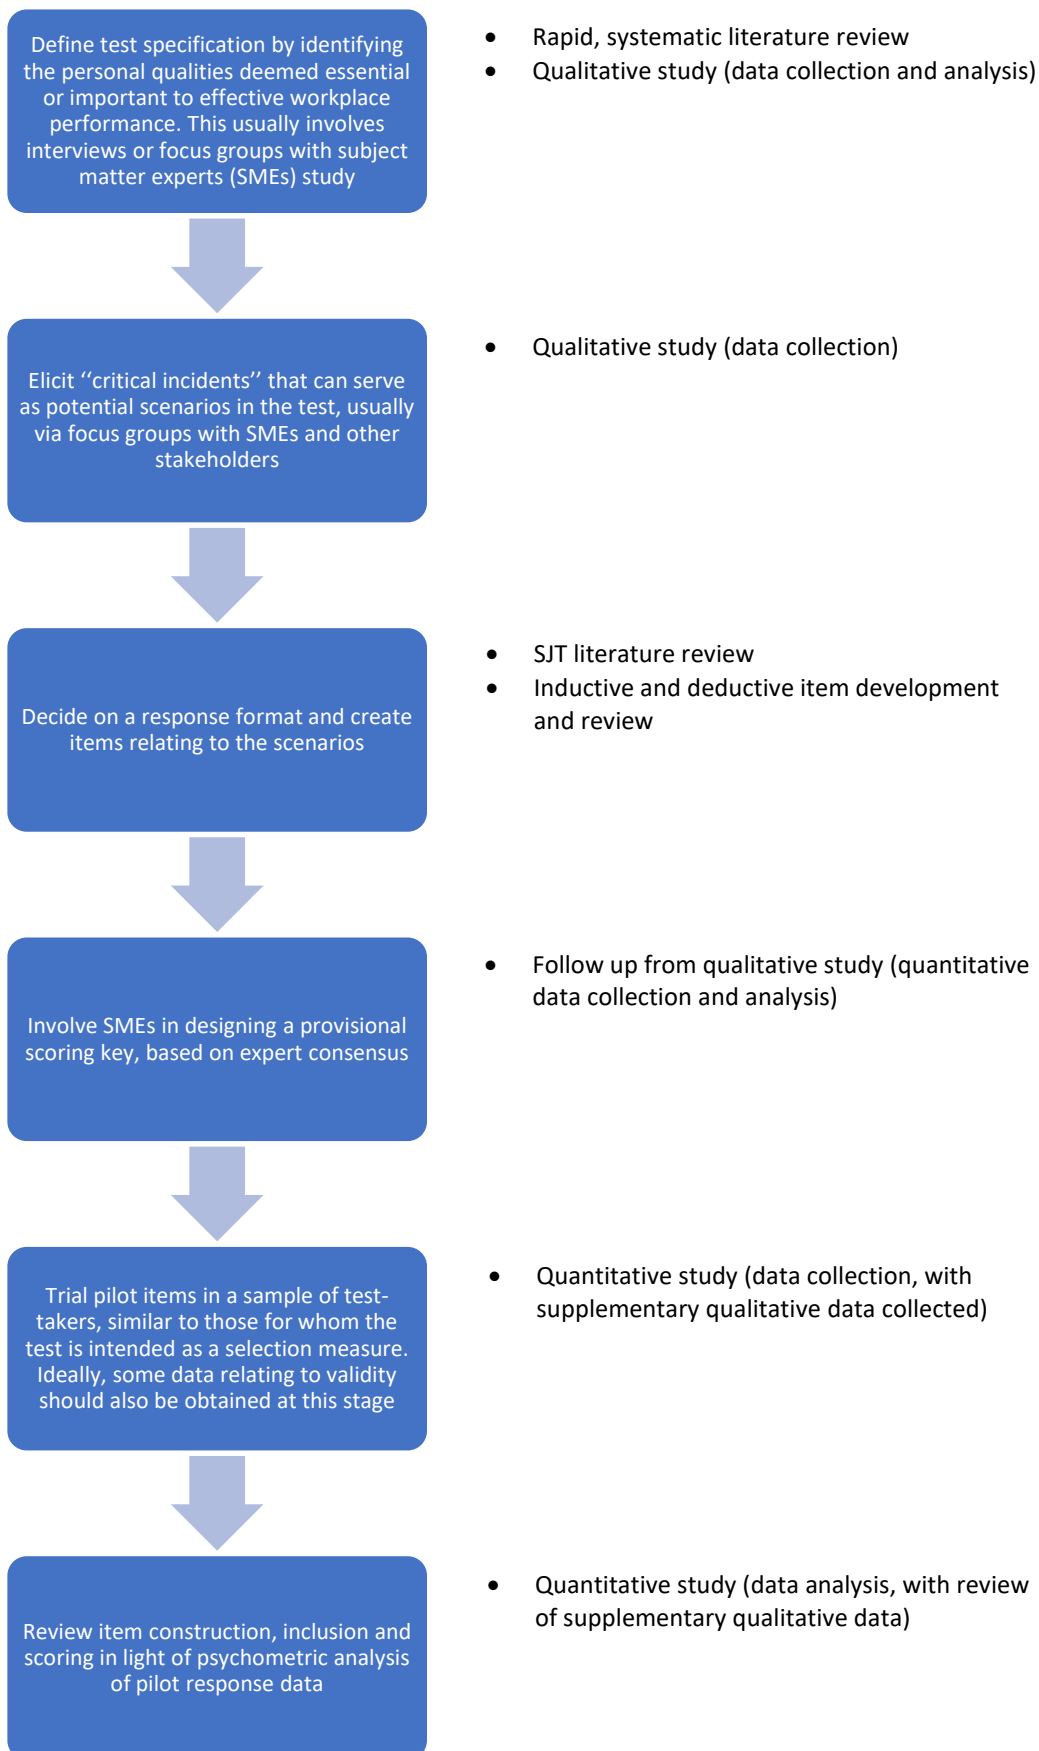 Define test specification by identifying
the personal qualities deemed essential
or important to effective workplace
performance. This usually involves
interviews or focus groups with subject
matter experts (SMEs) study
• Rapid, systematic literature review
• Qualitative study (data collection and analysis)
Elicit ‘‘critical incidents’’ that can serve
as potential scenarios in the test, usually
via focus groups with SMEs and other
stakeholders
• Qualitative study (data collection)
Decide on a response format and create
items relating to the scenarios
• SJT literature review
• Inductive and deductive item development
and review
Involve SMEs in designing a provisional
scoring key, based on expert consensus
• Follow up from qualitative study (quantitative
data collection and analysis)
Trial pilot items in a sample of test-
takers, similar to those for whom the
test is intended as a selection measure.
Ideally, some data relating to validity
should also be obtained at this stage
• Quantitative study (data collection, with
supplementary qualitative data collected)
Review item construction, inclusion and
scoring in light of psychometric analysis
of pilot response data
• Quantitative study (data analysis, with review
of supplementary qualitative data)